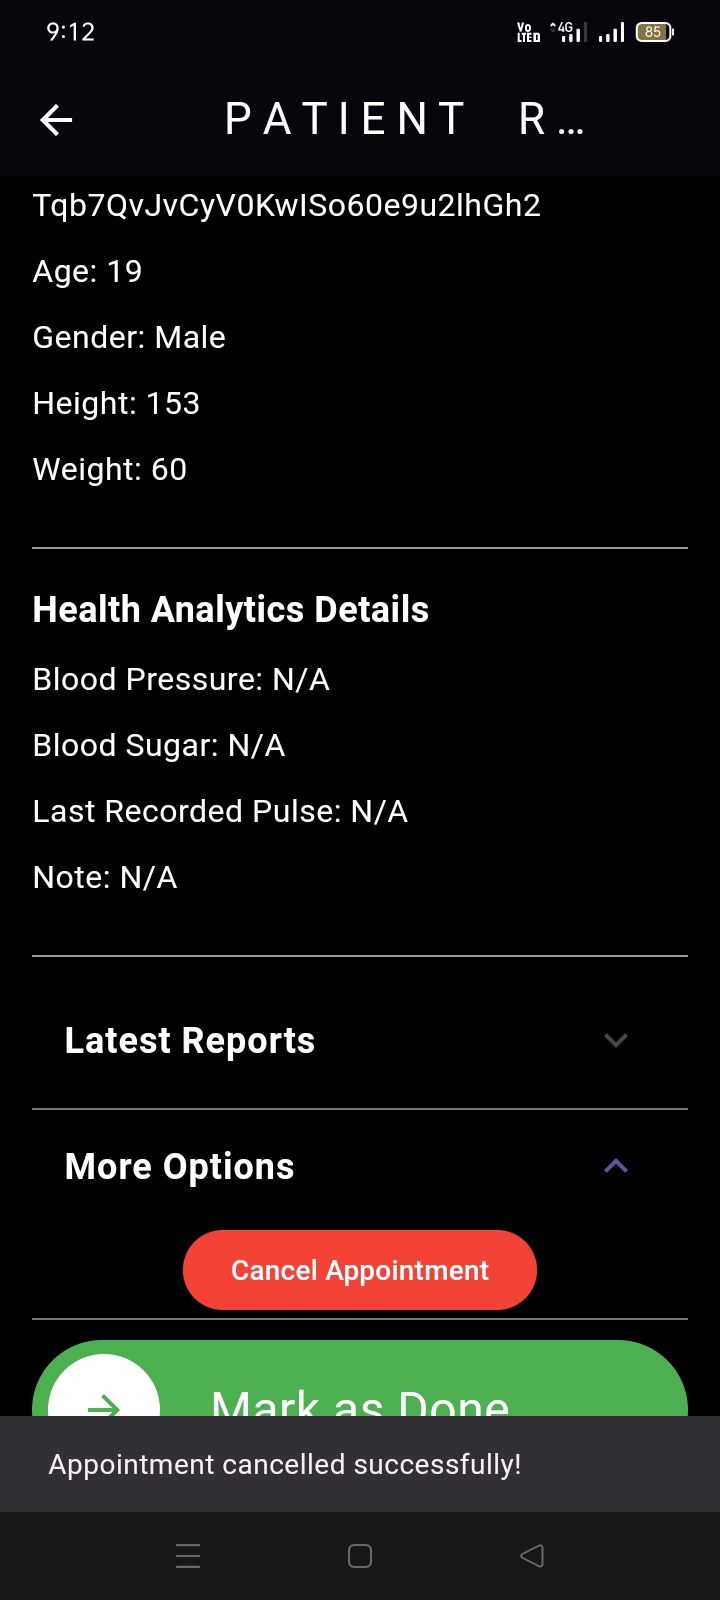 9:12
Vo LTE 4G 85
PATIENT R...
Tqb7QvJvCyV0KwISo60e9u2lhGh2
Age: 19
Gender: Male
Height: 153
Weight: 60
Health Analytics Details
Blood Pressure: N/A
Blood Sugar: N/A
Last Recorded Pulse: N/A
Note: N/A
Latest Reports
More Options
Cancel Appointment
Mark as Done
Appointment cancelled successfully!